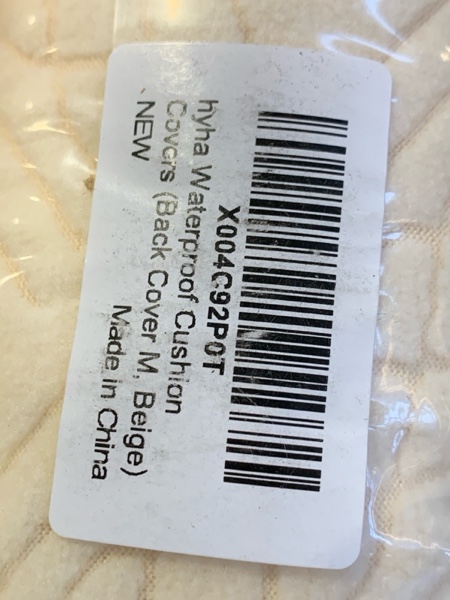 X004C92P0T
hyha Waterproof Cushion
Covers (Back Cover M, Beige)
NEW
Made in China